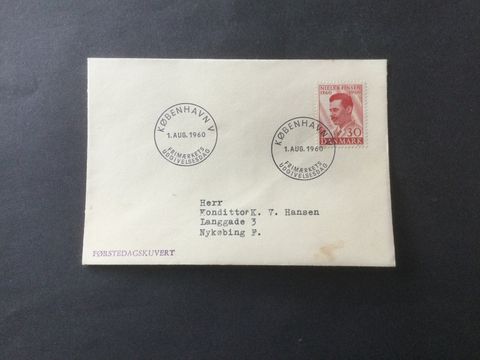 NIELS R. FINSEN
1860 1960
30
DANMARK
KØBENHAVN V
1. AUG. 1960
FRIMÆRKETS
UDGIVELSESDAG
KØBENHAVN
1. AUG. 1960
FRIMÆRKETS
UDGIVELSESDAG
Herr
KondittorK. V. Hansen
Langgade 3
Nykøbing F.
FØRSTEDAGSKUVERT